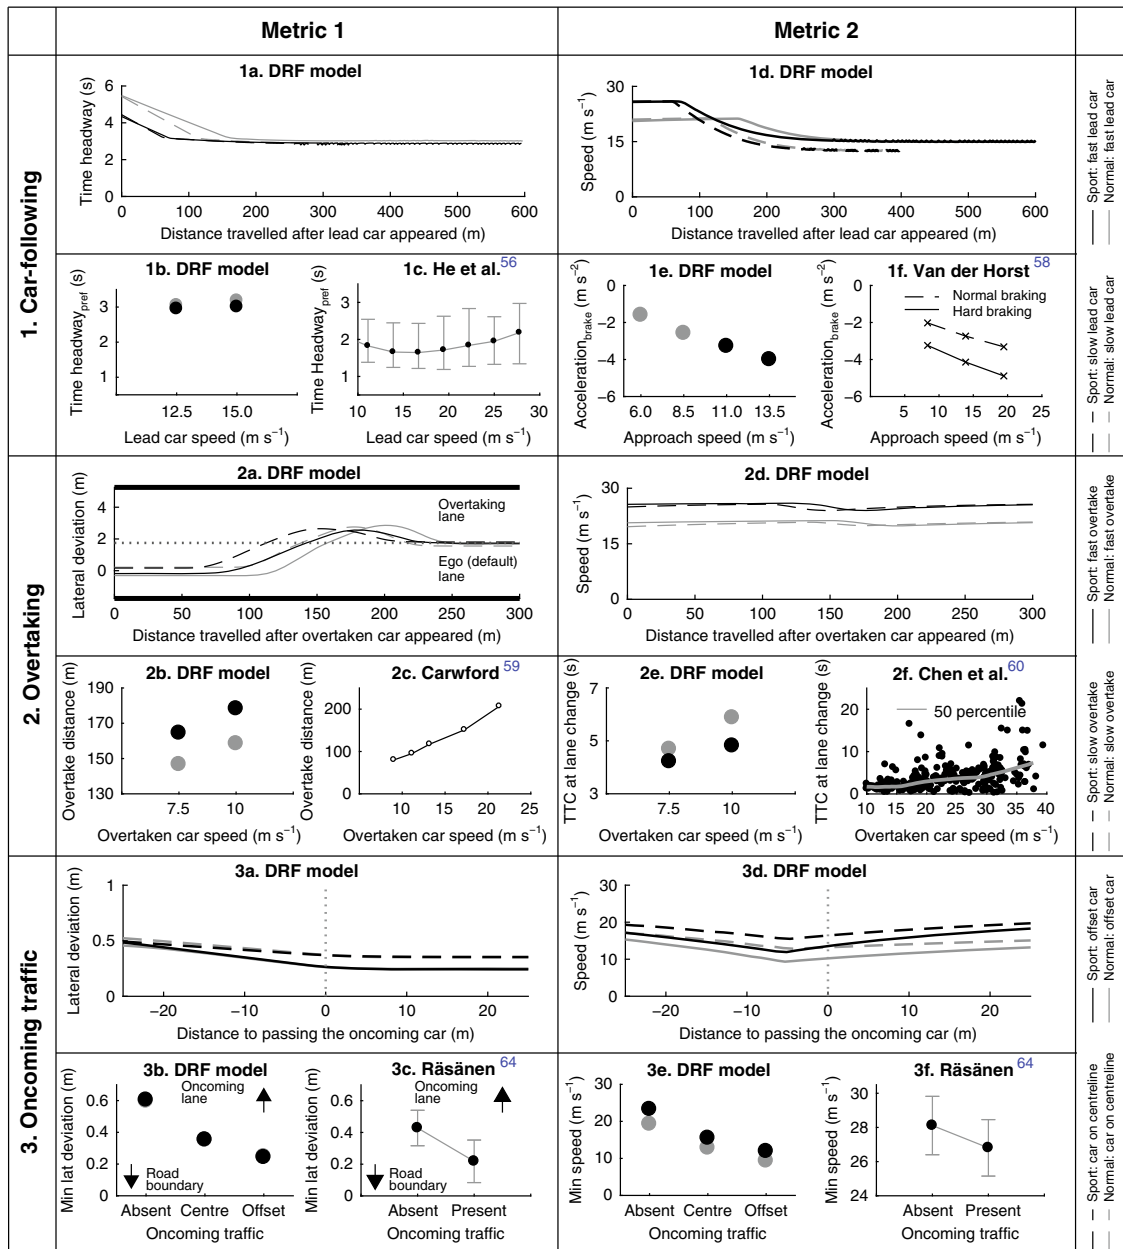 Metric 1
Metric 2
1. Car-following
1a. DRF model
Time headway (s)
6
4
2
0
0 100 200 300 400 500 600
Distance travelled after lead car appeared (m)
1d. DRF model
Speed (m s−1)
30
15
0
0 100 200 300 400 500 600
Distance travelled after lead car appeared (m)
Sport: fast lead car
Normal: fast lead car
1b. DRF model
Time headwaypref (s)
3
2
1
12.5 15.0
Lead car speed (m s−1)
1c. He et al.56
Time Headwaypref (s)
3
2
1
10 15 20 25 30
Lead car speed (m s−1)
1e. DRF model
Accelerationbrake (m s−2)
0
−2
−4
−6
6.0 8.5 11.0 13.5
Approach speed (m s−1)
1f. Van der Horst 58
Accelerationbrake (m s−2)
0
−2
−4
−6
Normal braking
Hard braking
5 15 25
Approach speed (m s−1)
Sport: slow lead car
Normal: slow lead car
2. Overtaking
2a. DRF model
Lateral deviation (m)
4
2
0
Overtaking
lane
Ego (default)
lane
0 50 100 150 200 250 300
Distance travelled after overtaken car appeared (m)
2d. DRF model
Speed (m s−1)
30
15
0
0 50 100 150 200 250 300
Distance travelled after overtaken car appeared (m)
Sport: fast overtake
Normal: fast overtake
2b. DRF model
Overtake distance (m)
190
170
150
130
7.5 10
Overtaken car speed (m s−1)
2c. Carwford 59
Overtake distance (m)
200
100
0
5 15 25
Overtaken car speed (m s−1)
2e. DRF model
TTC at lane change (s)
7
5
3
7.5 10
Overtaken car speed (m s−1)
2f. Chen et al.60
TTC at lane change (s)
20
10
0
50 percentile
10 15 20 25 30 35 40
Overtaken car speed (m s−1)
Sport: slow overtake
Normal: slow overtake
3. Oncoming traffic
3a. DRF model
Lateral deviation (m)
1
0.5
0
−20 −10 0 10 20
Distance to passing the oncoming car (m)
3d. DRF model
Speed (m s−1)
30
20
10
0
−20 −10 0 10 20
Distance to passing the oncoming car (m)
Sport: offset car
Normal: offset car
3b. DRF model
Min lat deviation (m)
0.6
0.4
0.2
0
Oncoming
lane
Road
boundary
Absent Centre Offset
Oncoming traffic
3c. Räsänen 64
Min lat deviation (m)
0.6
0.4
0.2
0
Oncoming
lane
Road
boundary
Absent Present
Oncoming traffic
3e. DRF model
Min speed (m s−1)
30
20
10
0
Absent Centre Offset
Oncoming traffic
3f. Räsänen 64
Min speed (m s−1)
30
28
26
24
Absent Present
Oncoming traffic
Sport: car on centreline
Normal: car on centreline